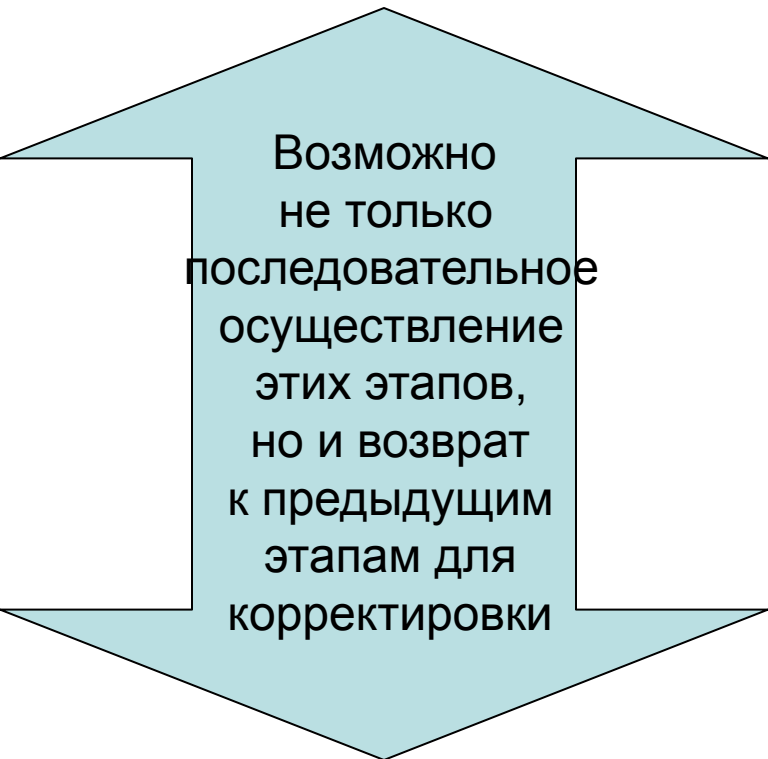 Возможно
не только
последовательное
осуществление
этих этапов,
но и возврат
к предыдущим
этапам для
корректировки